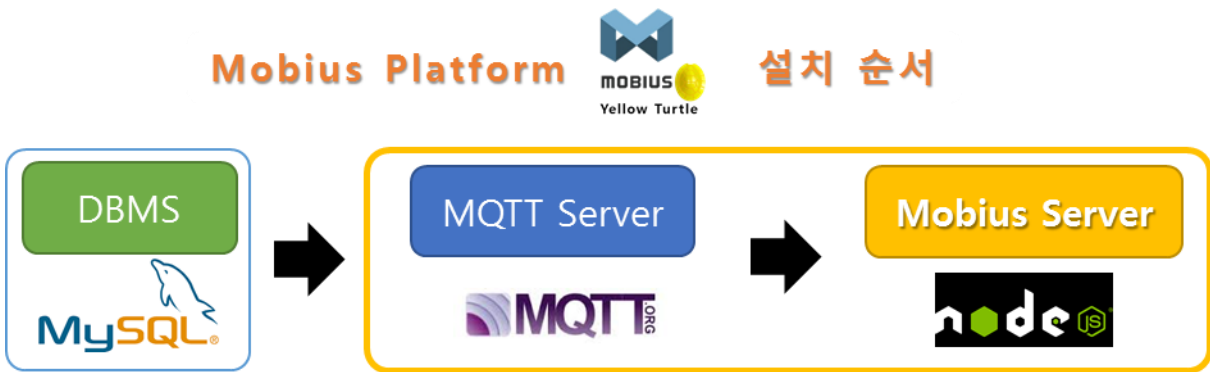 Mobius Platform
MOBIUS
Yellow Turtle
설치 순서
DBMS
MySQL®
MQTT Server
MQTT.ORG
Mobius Server
node JS